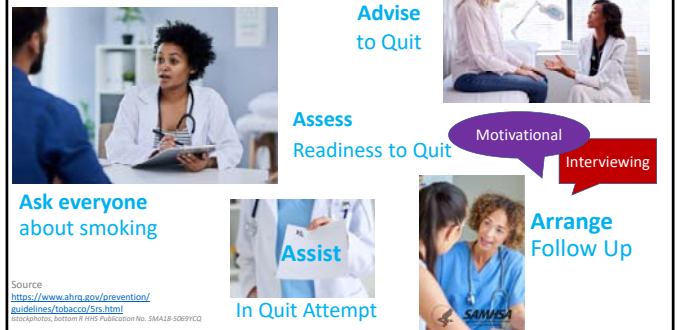 Ask everyone
about smoking
Advise
to Quit
Assess
Readiness to Quit
Motivational
Interviewing
Assist
In Quit Attempt
Arrange
Follow Up
SAMHSA
Source
https://www.ahrq.gov/prevention/
guidelines/tobacco/5rs.html
Istockphotos, bottom R HHS Publication No. SMA18-5069YCQ